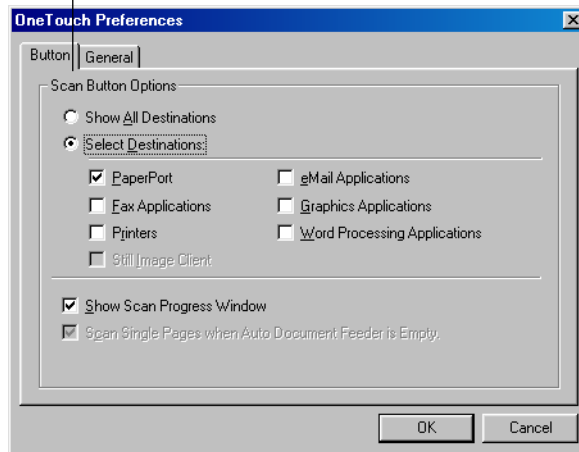 OneTouch Preferences
Button General
Scan Button Options
Show All Destinations
Select Destinations:
PaperPort eMail Applications
Fax Applications Graphics Applications
Printers Word Processing Applications
Still Image Client
Show Scan Progress Window
Scan Single Pages when Auto Document Feeder is Empty.
OK Cancel